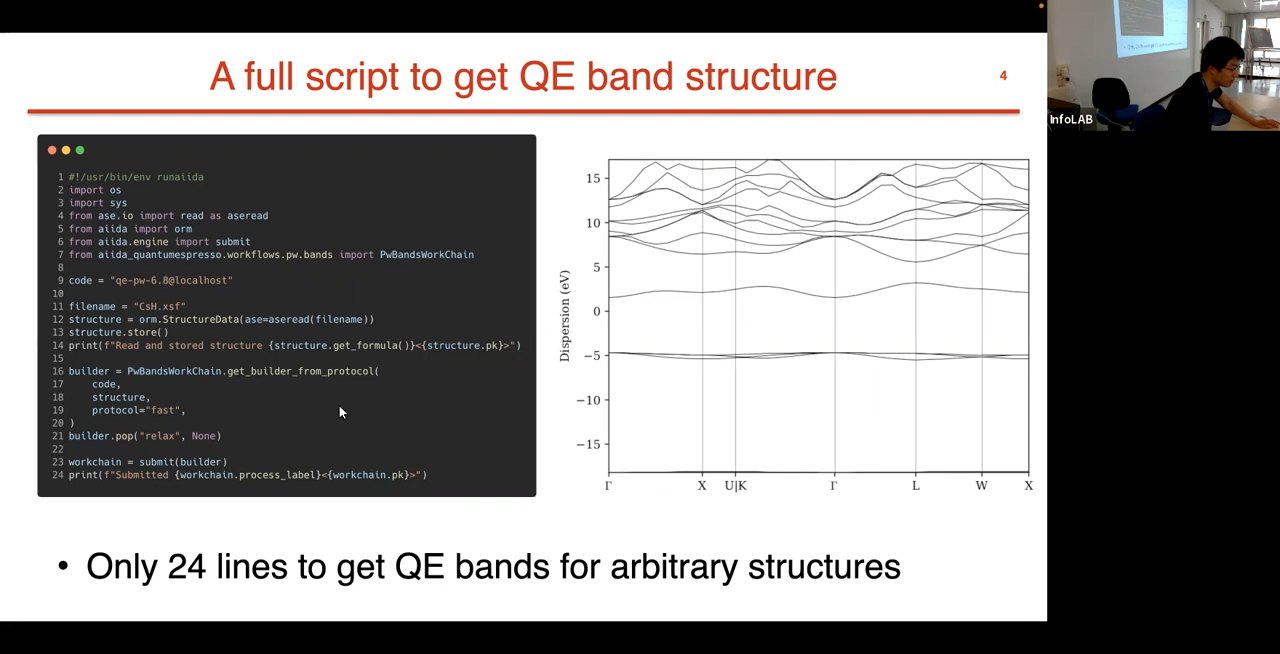 A full script to get QE band structure
4
1 #!/usr/bin/env runaiida
2 import os
3 import sys
4 from ase.io import read as aseread
5 from aiida import orm
6 from aiida.engine import submit
7 from aiida_quantumespresso.workflows.pw.bands import PwBandsWorkChain
8
9 code = "qe-pw-6.8@localhost"
10
11 filename = "CsH.xsf"
12 structure = orm.StructureData(ase=aseread(filename))
13 structure.store()
14 print(f"Read and stored structure {structure.get_formula()}<{structure.pk}>")
15
16 builder = PwBandsWorkChain.get_builder_from_protocol(
17     code,
18     structure,
19     protocol="fast",
20 )
21 builder.pop("relax", None)
22
23 workchain = submit(builder)
24 print(f"Submitted {workchain.process_label}<{workchain.pk}>")
Dispersion (eV)
15
10
5
0
−5
−10
−15
Γ X U|K Γ L W X
• Only 24 lines to get QE bands for arbitrary structures
InfoLAB